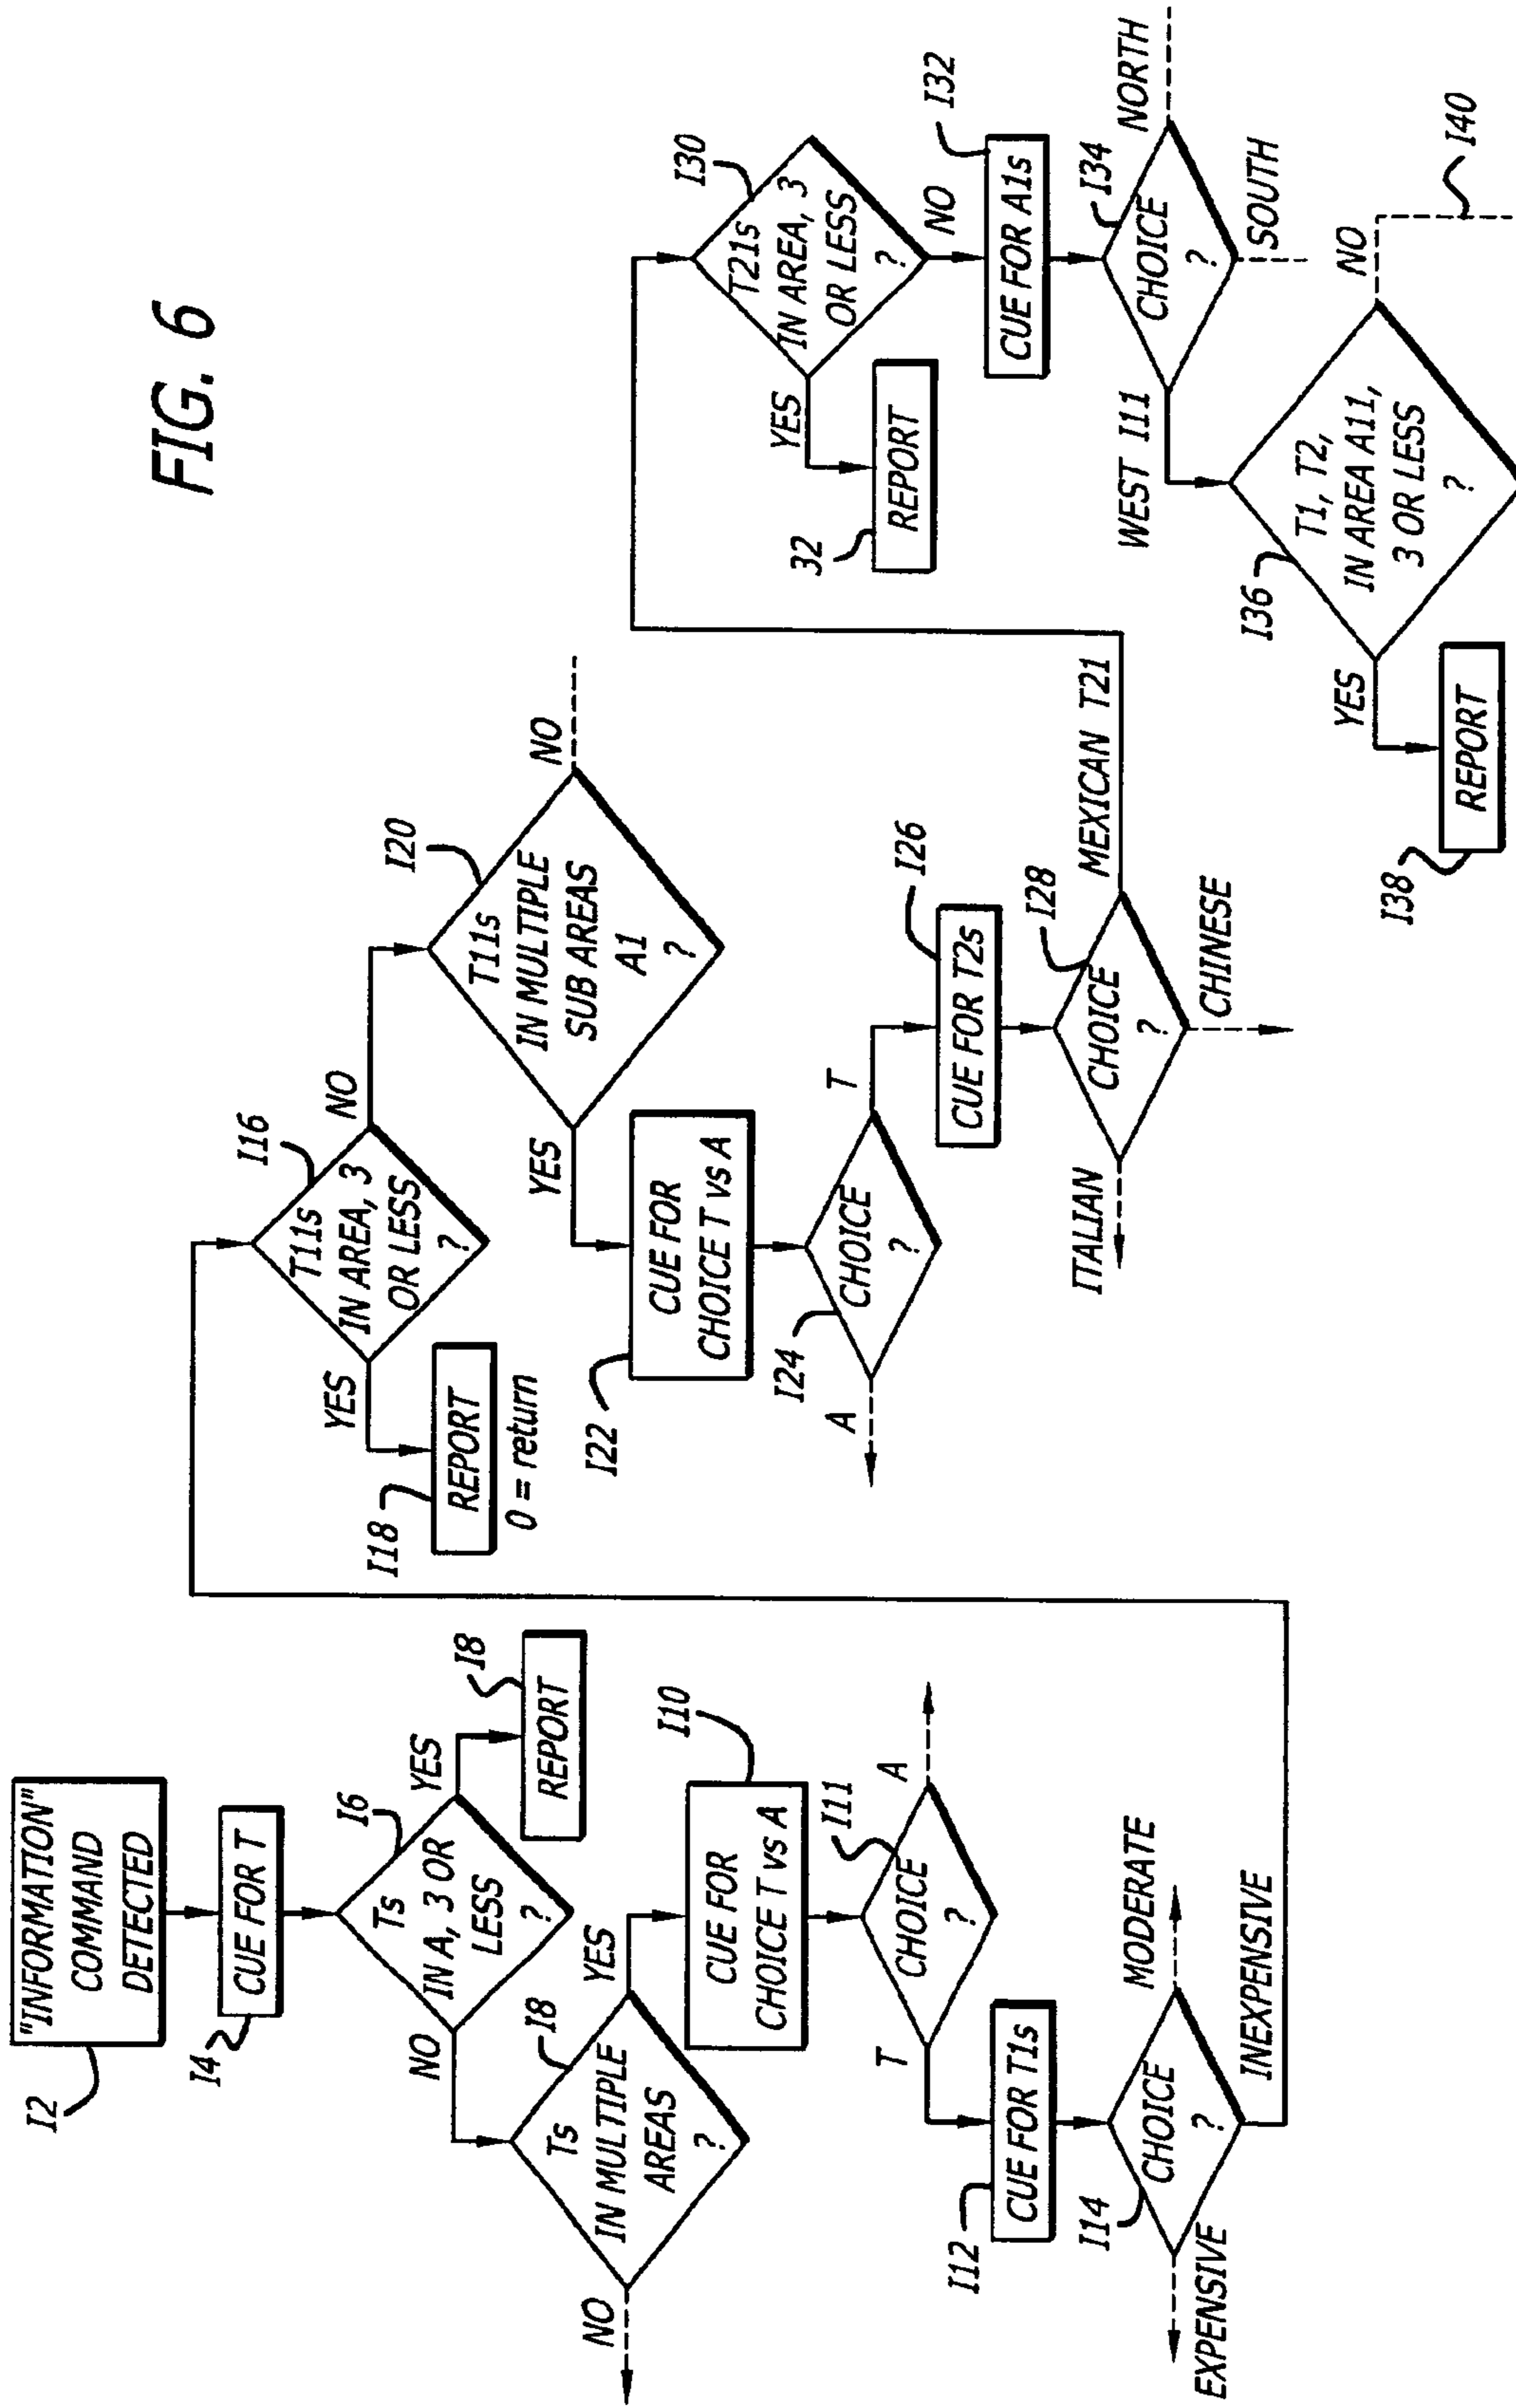 FIG. 6
"INFORMATION"
COMMAND
DETECTED
I2
CUE FOR T
I4
Ts
IN A, 3 OR
LESS
?
I6
YES
REPORT
I8
NO
Ts
IN MULTIPLE
AREAS
?
I8
NO
YES
CUE FOR
CHOICE T vs A
I10
CHOICE
?
I11
A
T
CUE FOR T1s
I12
CHOICE
?
I14
EXPENSIVE
MODERATE
INEXPENSIVE
T11s
IN AREA, 3
OR LESS
?
I16
YES
REPORT
I18
0 = return
NO
T11s
IN MULTIPLE
SUB AREAS
A1
?
I20
NO
YES
CUE FOR
CHOICE T vs A
I22
CHOICE
?
I24
A
T
CUE FOR T2s
I26
CHOICE
?
I28
ITALIAN
CHINESE
MEXICAN T21
T21s
IN AREA, 3
OR LESS
?
I30
YES
REPORT
32
NO
CUE FOR A1s
I32
CHOICE
?
I34
NORTH
SOUTH
WEST I11
T1, T2,
IN AREA A11,
3 OR LESS
?
I36
YES
REPORT
I38
NO
I40